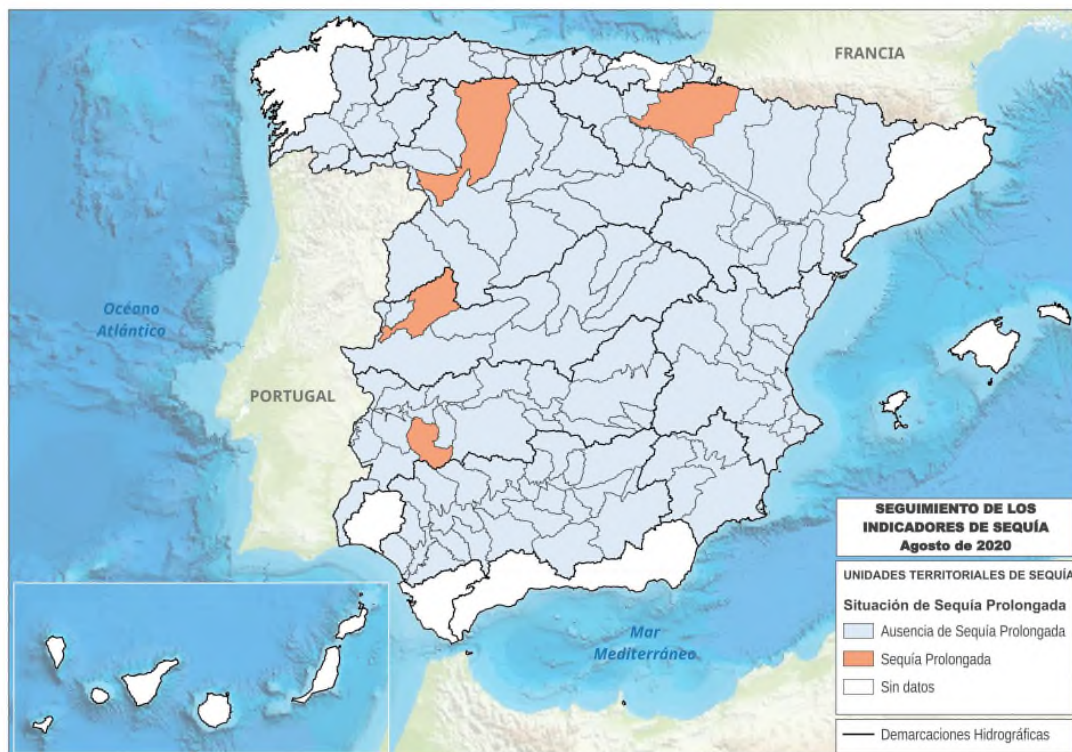 FRANCIA
Océano
Atlántico
PORTUGAL
Mar
Mediterráneo
SEGUIMIENTO DE LOS
INDICADORES DE SEQUÍA
Agosto de 2020
UNIDADES TERRITORIALES DE SEQUÍA
Situación de Sequía Prolongada
Ausencia de Sequía Prolongada
Sequía Prolongada
Sin datos
Demarcaciones Hidrográficas